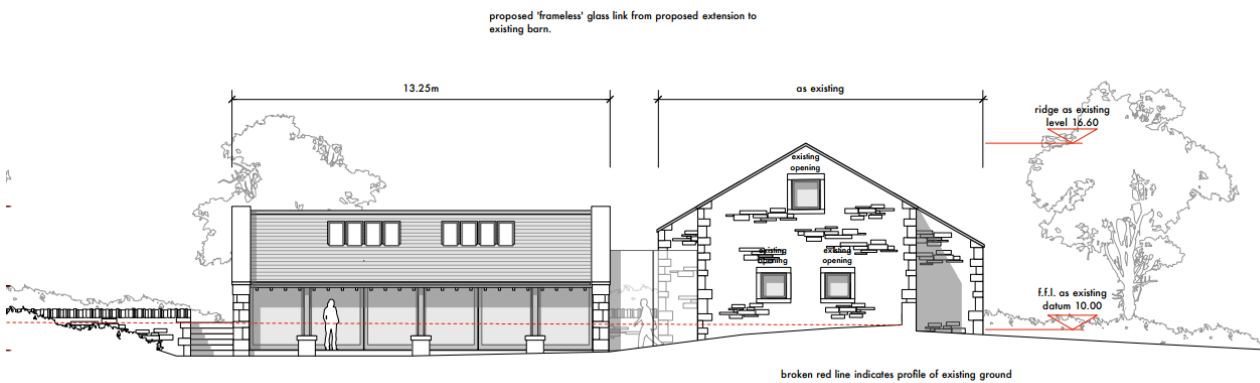 proposed 'frameless' glass link from proposed extension to
existing barn.
13.25m
as existing
ridge as existing
level 16.60
existing
opening
existing
opening
existing
opening
f.f.l. as existing
datum 10.00
broken red line indicates profile of existing ground